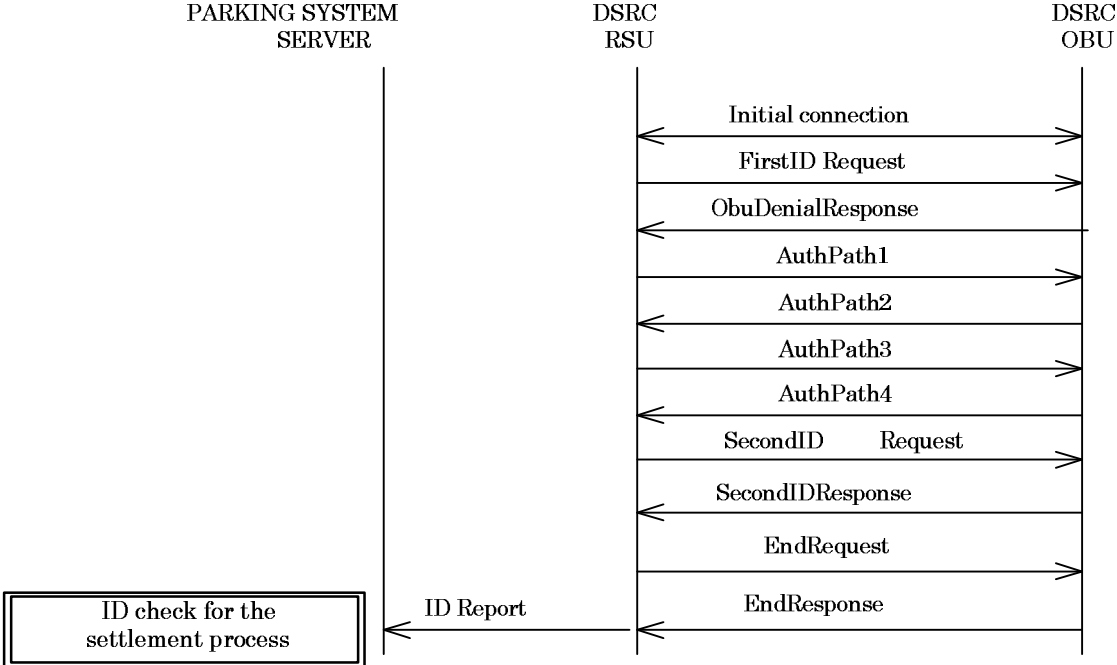 PARKING SYSTEM
SERVER
DSRC
RSU
DSRC
OBU
Initial connection
FirstID Request
ObuDenialResponse
AuthPath1
AuthPath2
AuthPath3
AuthPath4
SecondID Request
SecondIDResponse
EndRequest
EndResponse
ID Report
ID check for the
settlement process